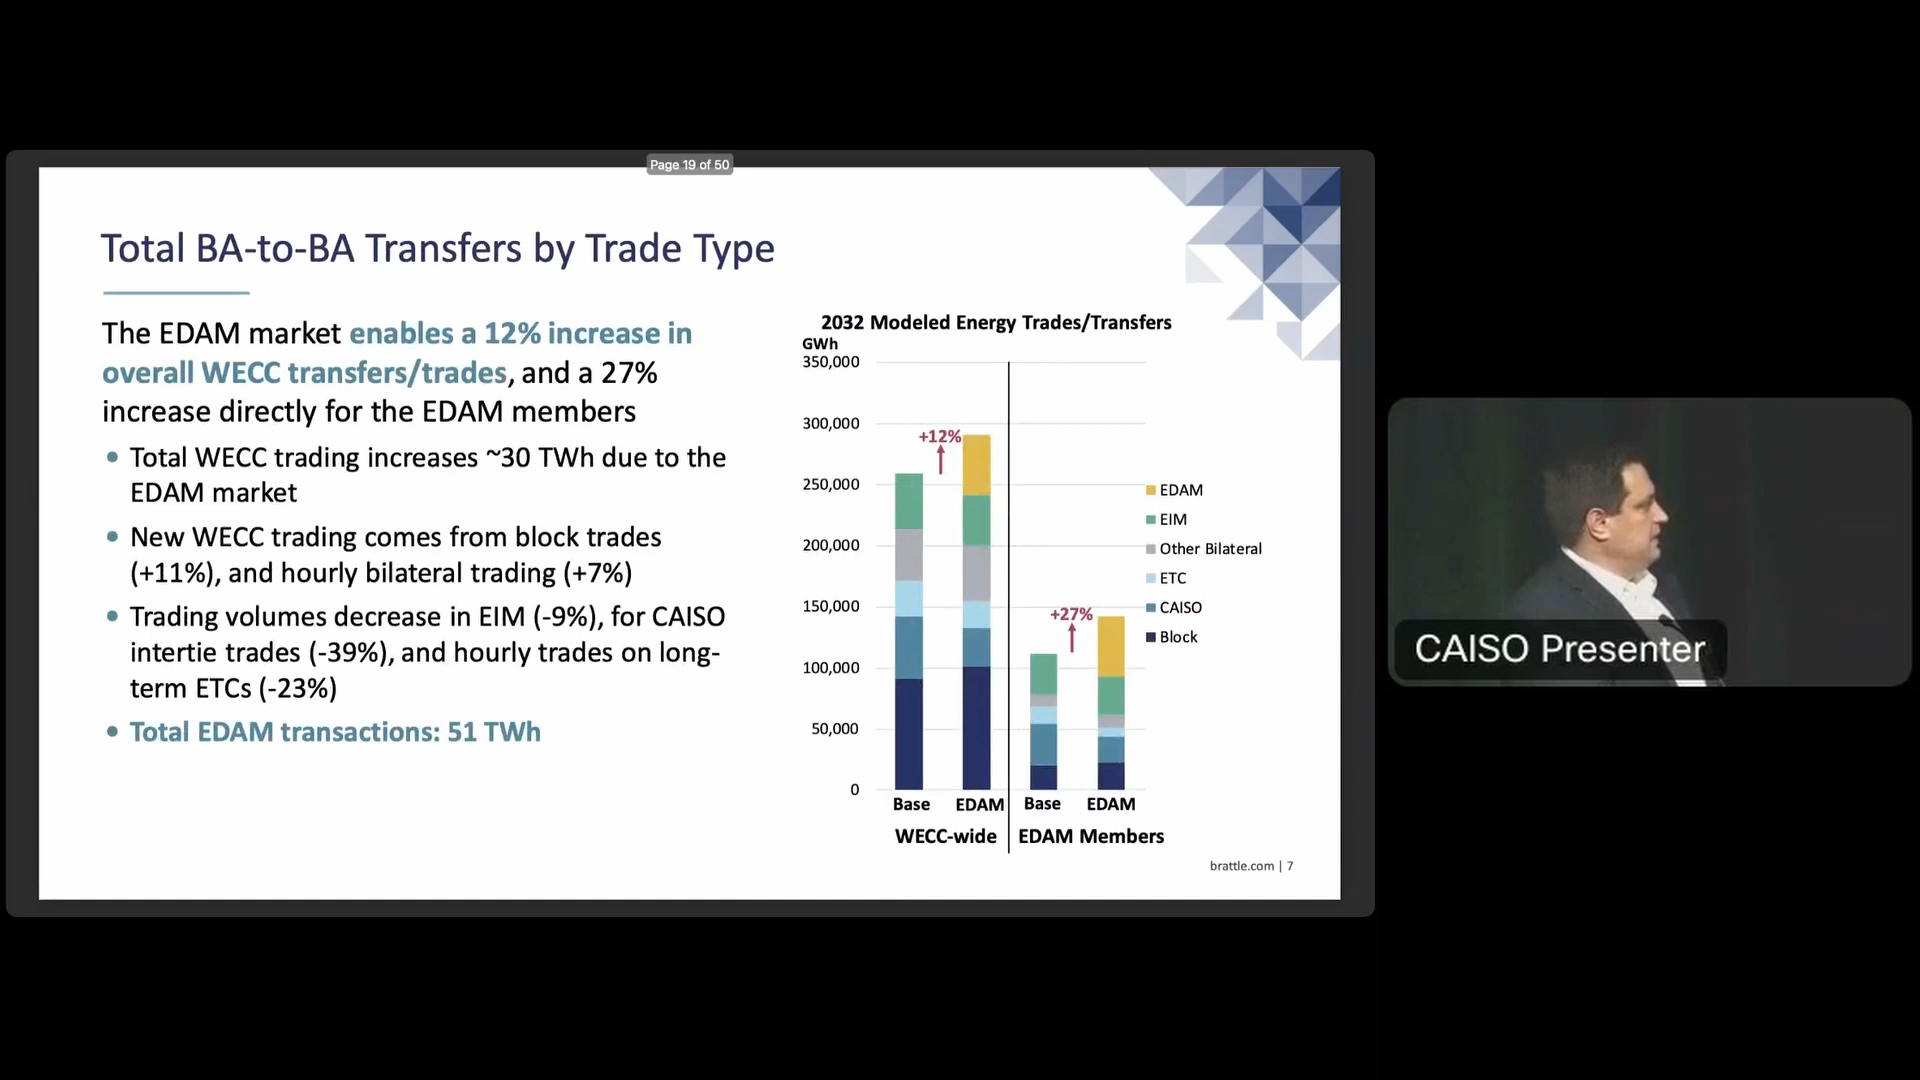 Page 19 of 50
Total BA-to-BA Transfers by Trade Type
The EDAM market enables a 12% increase in
overall WECC transfers/trades, and a 27%
increase directly for the EDAM members
• Total WECC trading increases ~30 TWh due to the
EDAM market
• New WECC trading comes from block trades
(+11%), and hourly bilateral trading (+7%)
• Trading volumes decrease in EIM (-9%), for CAISO
intertie trades (-39%), and hourly trades on long-
term ETCs (-23%)
• Total EDAM transactions: 51 TWh
2032 Modeled Energy Trades/Transfers
GWh
350,000
300,000
250,000
200,000
150,000
100,000
50,000
0
+12%
+27%
EDAM
EIM
Other Bilateral
ETC
CAISO
Block
Base EDAM Base EDAM
WECC-wide EDAM Members
brattle.com | 7
CAISO Presenter